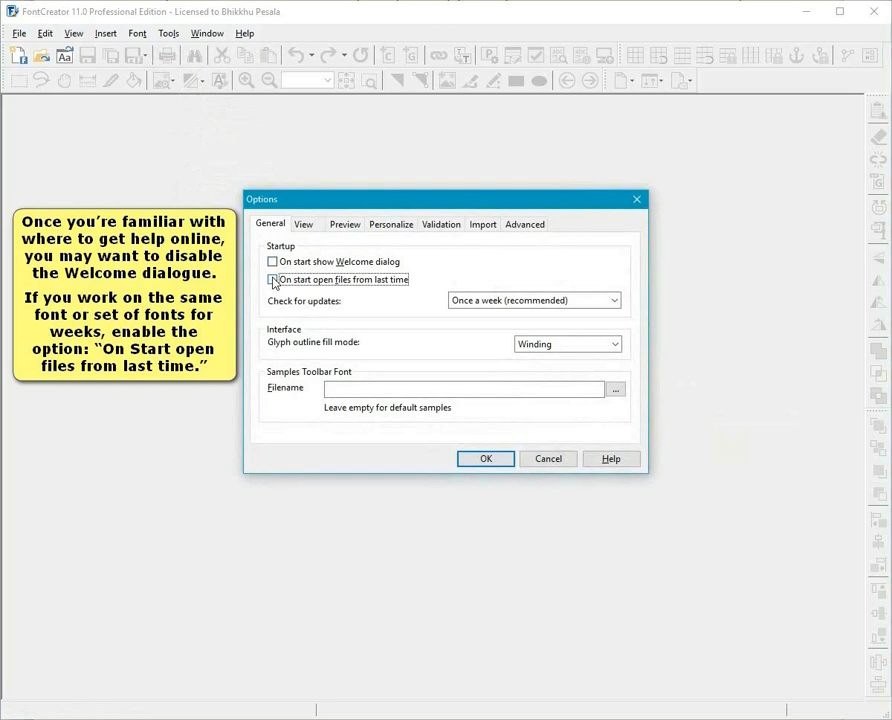 FontCreator 11.0 Professional Edition - Licensed to Bhikkhu Pesala
File Edit View Insert Font Tools Window Help
Once you're familiar with
where to get help online,
you may want to disable
the Welcome dialogue.
If you work on the same
font or set of fonts for
weeks, enable the
option: “On Start open
files from last time.”
Options
General View Preview Personalize Validation Import Advanced
Startup
On start show Welcome dialog
On start open files from last time
Check for updates: Once a week (recommended)
Interface
Glyph outline fill mode: Winding
Samples Toolbar Font
Filename ...
Leave empty for default samples
OK Cancel Help